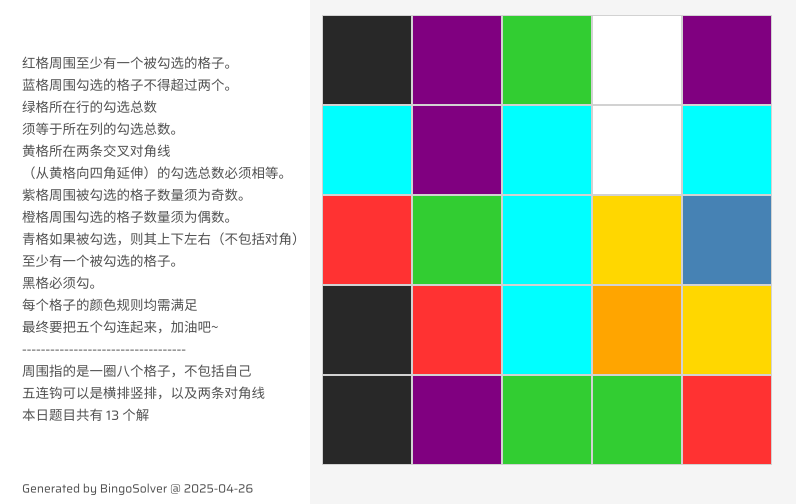 红格周围至少有一个被勾选的格子。
蓝格周围勾选的格子不得超过两个。
绿格所在行的勾选总数
须等于所在列的勾选总数。
黄格所在两条交叉对角线
（从黄格向四角延伸）的勾选总数必须相等。
紫格周围被勾选的格子数量须为奇数。
橙格周围勾选的格子数量须为偶数。
青格如果被勾选，则其上下左右（不包括对角）
至少有一个被勾选的格子。
黑格必须勾。
每个格子的颜色规则均需满足
最终要把五个勾连起来，加油吧~
----------------------------------
周围指的是一圈八个格子，不包括自己
五连钩可以是横排竖排，以及两条对角线
本日题目共有 13 个解
Generated by BingoSolver @ 2025-04-26